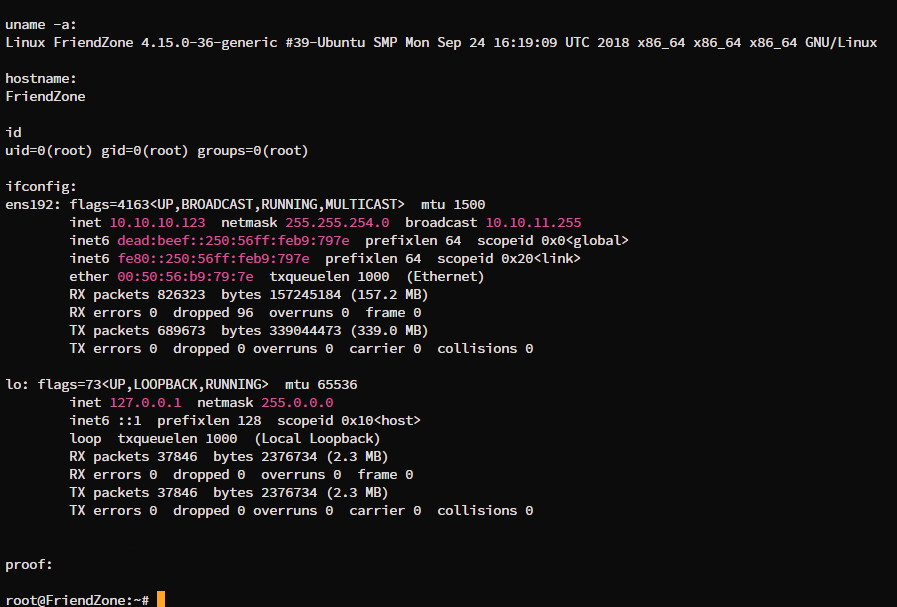 uname -a:
Linux FriendZone 4.15.0-36-generic #39-Ubuntu SMP Mon Sep 24 16:19:09 UTC 2018 x86_64 x86_64 x86_64 GNU/Linux
hostname:
FriendZone
id
uid=0(root) gid=0(root) groups=0(root)
ifconfig:
ens192: flags=4163<UP,BROADCAST,RUNNING,MULTICAST>  mtu 1500
        inet 10.10.10.123  netmask 255.255.254.0  broadcast 10.10.11.255
        inet6 dead:beef::250:56ff:feb9:797e  prefixlen 64  scopeid 0x0<global>
        inet6 fe80::250:56ff:feb9:797e  prefixlen 64  scopeid 0x20<link>
        ether 00:50:56:b9:79:7e  txqueuelen 1000  (Ethernet)
        RX packets 826323  bytes 157245184 (157.2 MB)
        RX errors 0  dropped 96  overruns 0  frame 0
        TX packets 689673  bytes 339044473 (339.0 MB)
        TX errors 0  dropped 0 overruns 0  carrier 0  collisions 0
lo: flags=73<UP,LOOPBACK,RUNNING>  mtu 65536
        inet 127.0.0.1  netmask 255.0.0.0
        inet6 ::1  prefixlen 128  scopeid 0x10<host>
        loop  txqueuelen 1000  (Local Loopback)
        RX packets 37846  bytes 2376734 (2.3 MB)
        RX errors 0  dropped 0  overruns 0  frame 0
        TX packets 37846  bytes 2376734 (2.3 MB)
        TX errors 0  dropped 0 overruns 0  carrier 0  collisions 0
proof:
root@FriendZone:~#